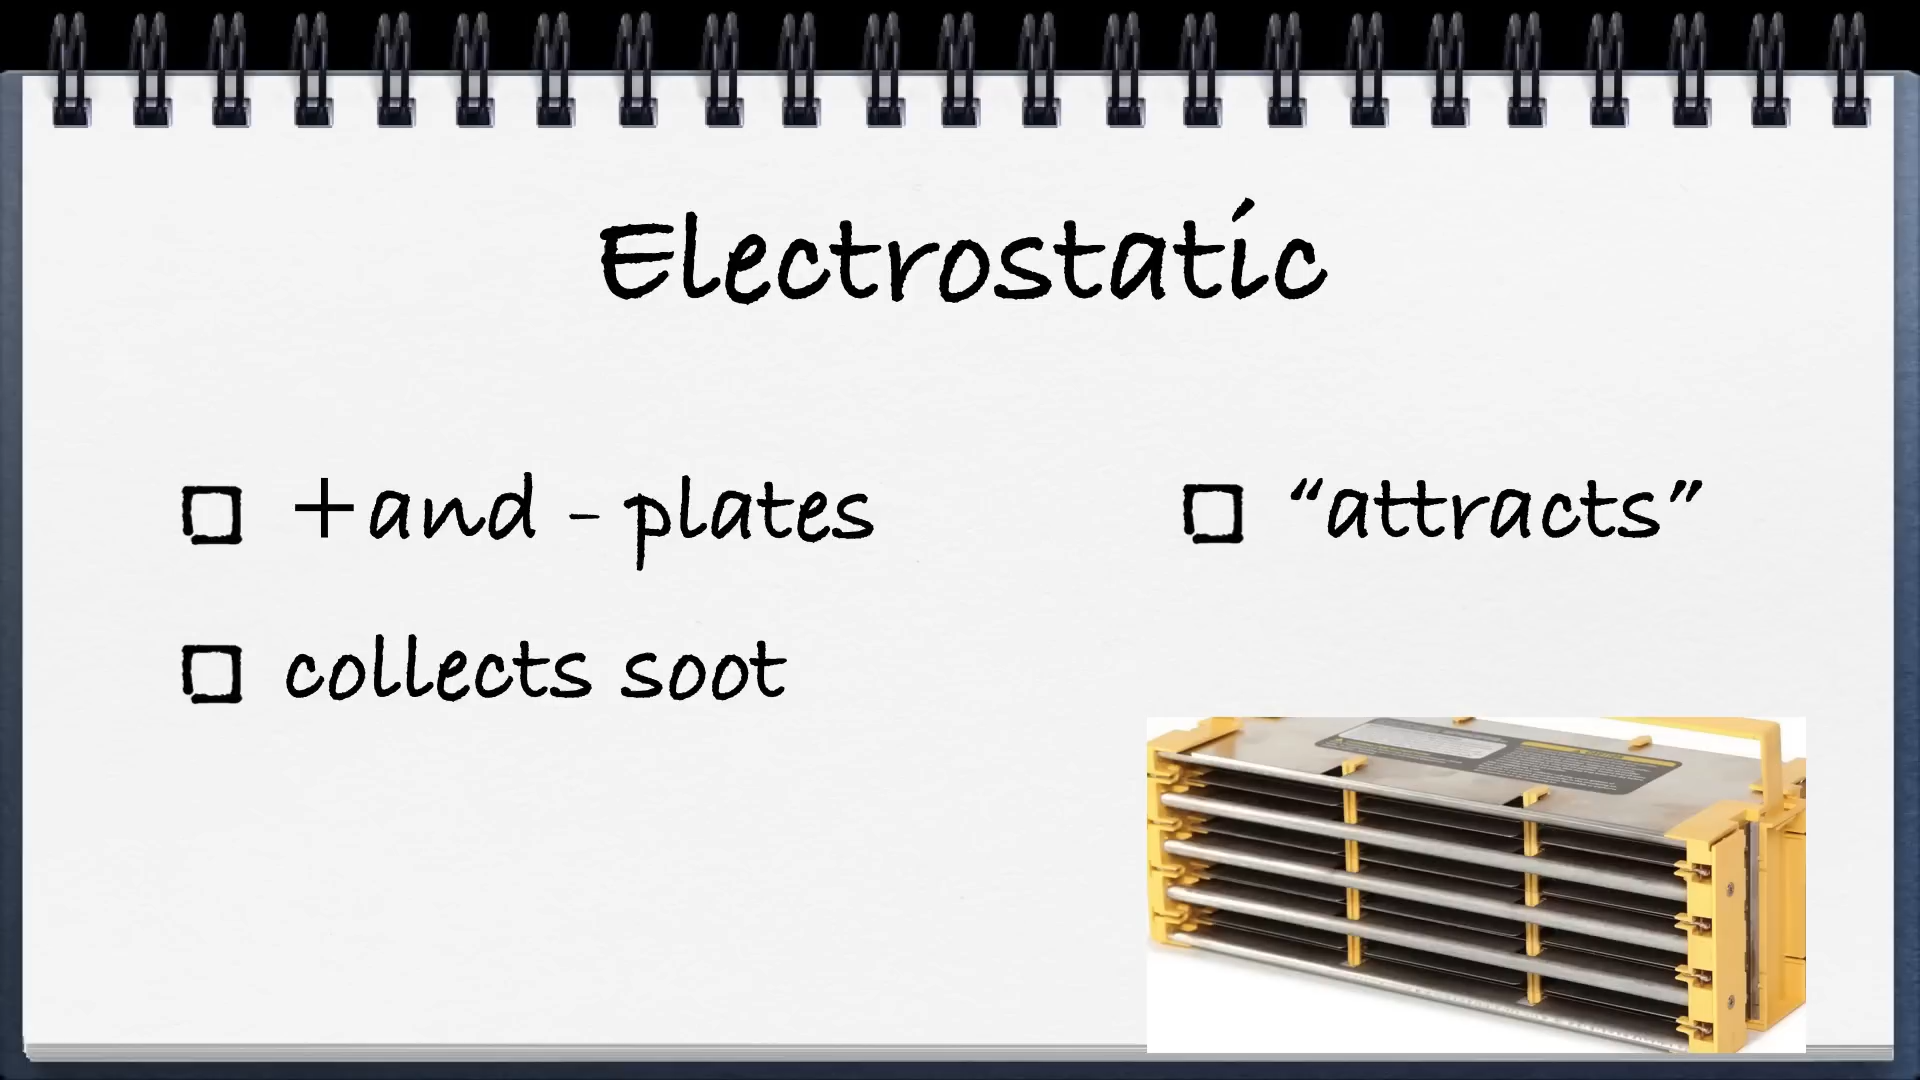 Electrostatic
+and - plates
collects soot
“attracts”